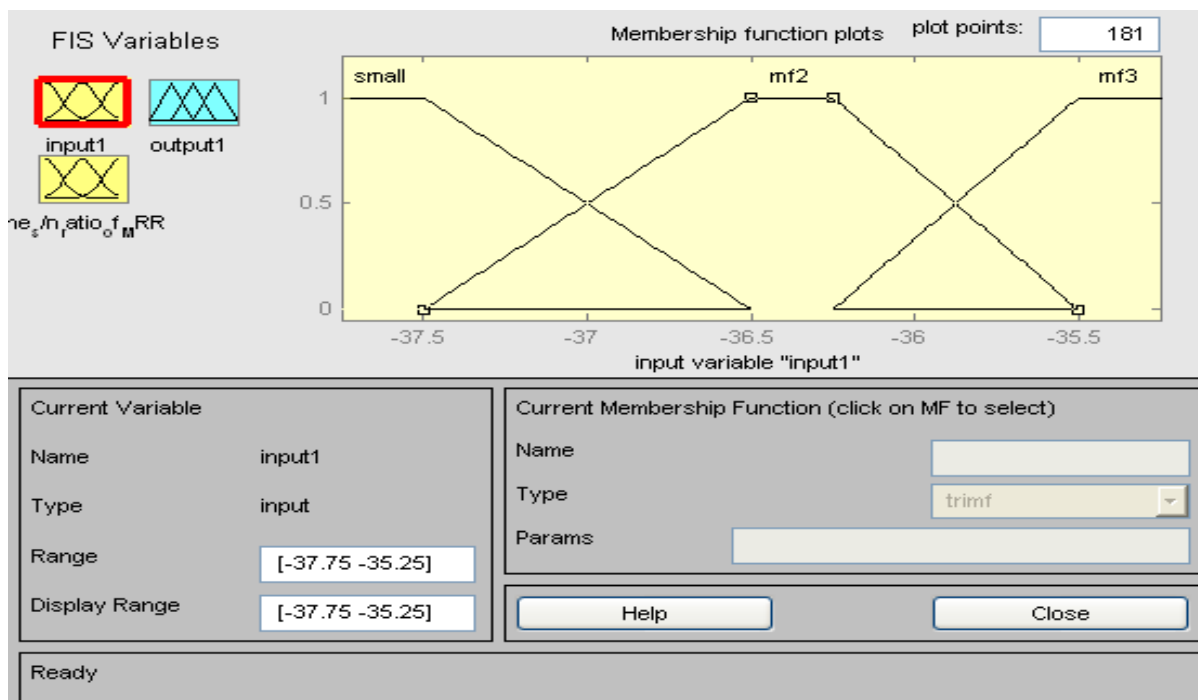 FIS Variables
Membership function plots
plot points:
181
input1
output1
ne_s/n_ratio_of_MRR
small
mf2
mf3
1
0.5
0
-37.5
-37
-36.5
-36
-35.5
input variable "input1"
Current Variable
Name
input1
Type
input
Range
[-37.75 -35.25]
Display Range
[-37.75 -35.25]
Current Membership Function (click on MF to select)
Name
Type
trimf
Params
Help
Close
Ready